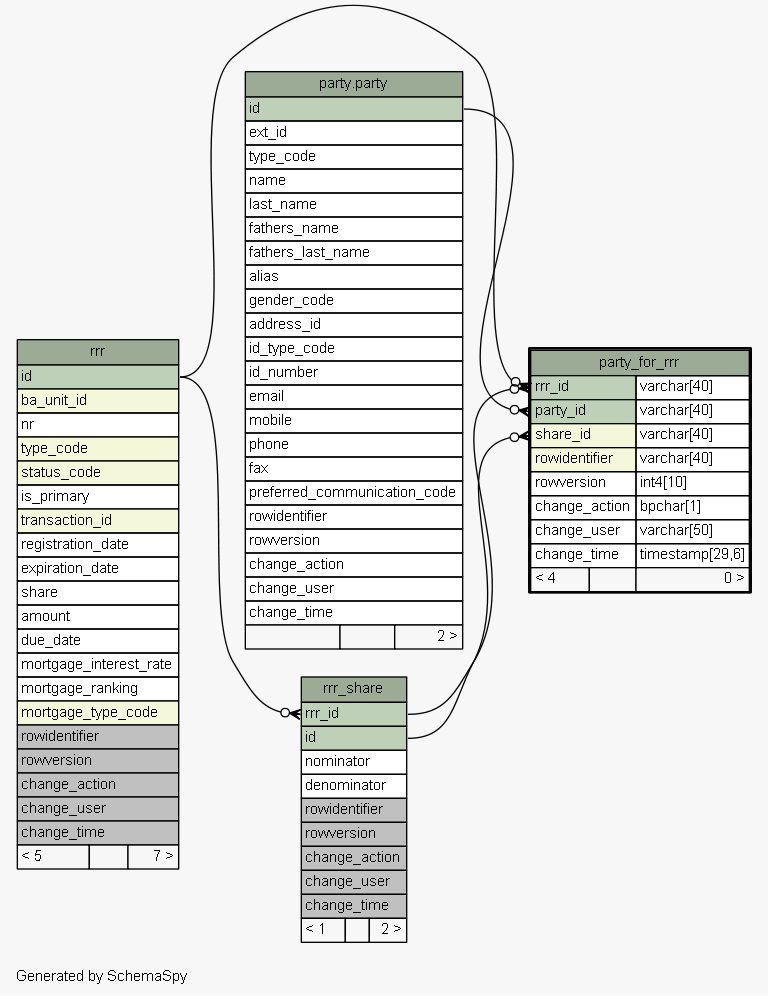 party.party
id
ext_id
type_code
name
last_name
fathers_name
fathers_last_name
alias
gender_code
address_id
id_type_code
id_number
email
mobile
phone
fax
preferred_communication_code
rowidentifier
rowversion
change_action
change_user
change_time
2 >
rrr
id
ba_unit_id
nr
type_code
status_code
is_primary
transaction_id
registration_date
expiration_date
share
amount
due_date
mortgage_interest_rate
mortgage_ranking
mortgage_type_code
rowidentifier
rowversion
change_action
change_user
change_time
< 5 7 >
party_for_rrr
rrr_id varchar[40]
party_id varchar[40]
share_id varchar[40]
rowidentifier varchar[40]
rowversion int4[10]
change_action bpchar[1]
change_user varchar[50]
change_time timestamp[29,6]
< 4 0 >
rrr_share
rrr_id
id
nominator
denominator
rowidentifier
rowversion
change_action
change_user
change_time
< 1 2 >
Generated by SchemaSpy